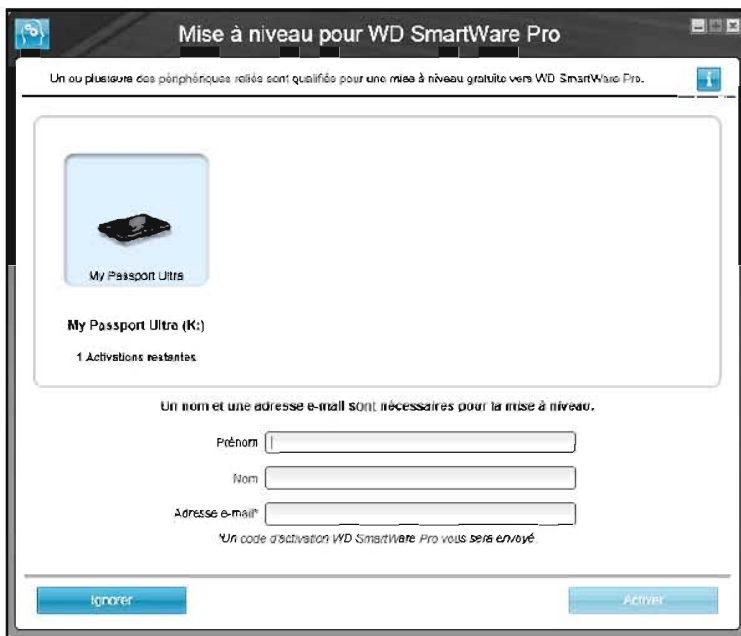 Mise à niveau pour WD SmartWare Pro
Un ou plusieurs des périphériques reliés sont qualifiés pour une mise à niveau gratuite vers WD SmartWare Pro.
My Passport Ultra
My Passport Ultra (K:)
1 Activations restantes
Un nom et une adresse e-mail sont nécessaires pour la mise à niveau.
Prénom
Nom
Adresse e-mail*
*Un code d'activation WD SmartWare Pro vous sera envoyé
Ignorer
Activer